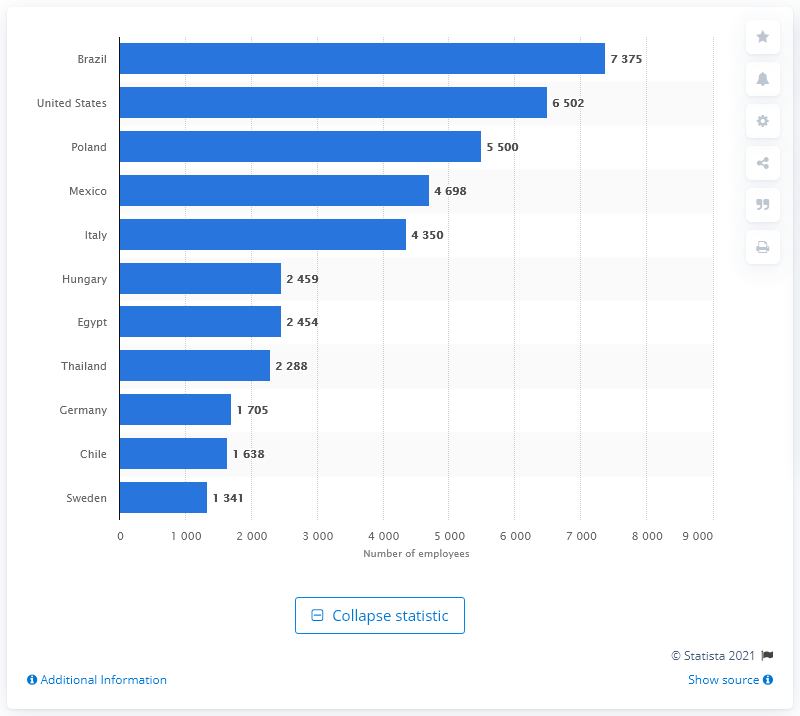 Brazil 7 375
United States 6 502
Poland 5 500
Mexico 4 698
Italy 4 350
Hungary 2 459
Egypt 2 454
Thailand 2 288
Germany 1 705
Chile 1 638
Sweden 1 341
0 1 000 2 000 3 000 4 000 5 000 6 000 7 000 8 000 9 000
Number of employees
Collapse statistic
© Statista 2021
Additional Information Show source